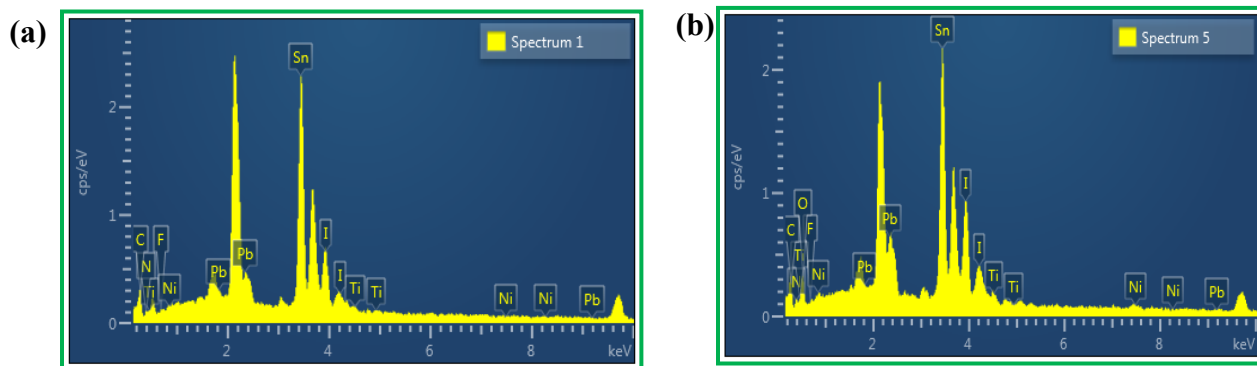 (a)
Spectrum 1
Sn
2
cps/eV
1
C
F
N
Ti
Ni
Pb
Pb
I
I
Ti
Ti
Ni
Ni
Pb
0
2
4
6
8
keV
(b)
Spectrum 5
Sn
2
cps/eV
1
O
C
F
Ti
N
Ni
Pb
Pb
I
I
Ti
Ti
Ni
Ni
Pb
0
2
4
6
8
keV